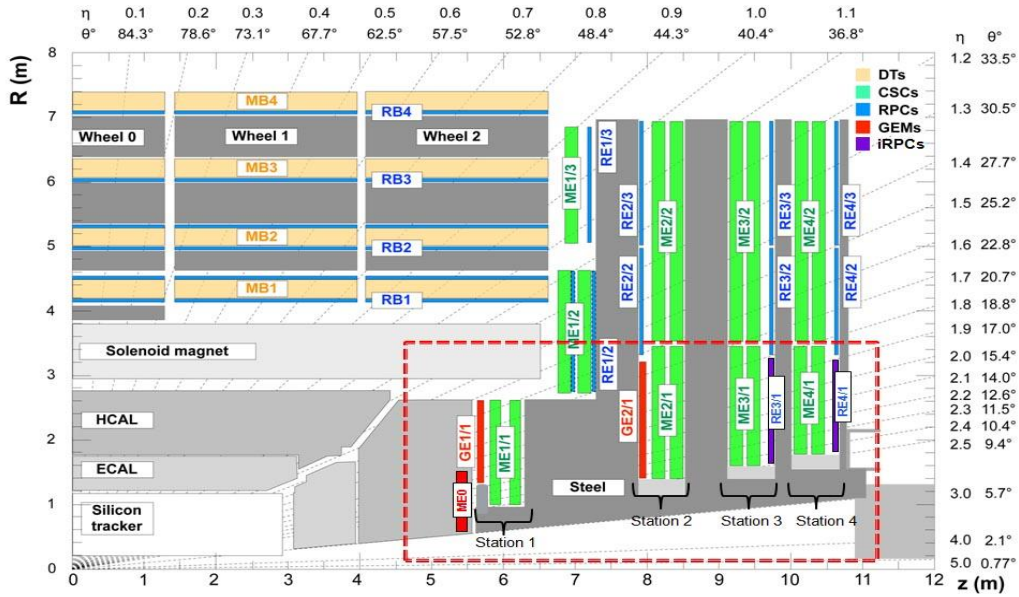 η 0.1 0.2 0.3 0.4 0.5 0.6 0.7 0.8 0.9 1.0 1.1
θ° 84.3° 78.6° 73.1° 67.7° 62.5° 57.5° 52.8° 48.4° 44.3° 40.4° 36.8° η θ°
R (m)
8
7
6
5
4
3
2
1
0
1.2 33.5°
1.3 30.5°
1.4 27.7°
1.5 25.2°
1.6 22.8°
1.7 20.7°
1.8 18.8°
1.9 17.0°
2.0 15.4°
2.1 14.0°
2.2 12.6°
2.3 11.5°
2.4 10.4°
2.5 9.4°
3.0 5.7°
4.0 2.1°
5.0 0.77°
DTs
CSCs
RPCs
GEMs
iRPCs
MB4
RB4
Wheel 0
Wheel 1
Wheel 2
MB3
RB3
MB2
RB2
MB1
RB1
Solenoid magnet
HCAL
ECAL
Silicon
tracker
Steel
ME1/3
RE1/3
ME1/2
RE1/2
RE2/3
RE2/2
ME2/2
ME3/2
RE3/3
RE3/2
ME4/2
RE4/3
RE4/2
GE1/1
ME1/1
ME0
GE2/1
ME2/1
ME3/1
RE3/1
ME4/1
RE4/1
Station 1
Station 2
Station 3
Station 4
0 1 2 3 4 5 6 7 8 9 10 11 12
z (m)